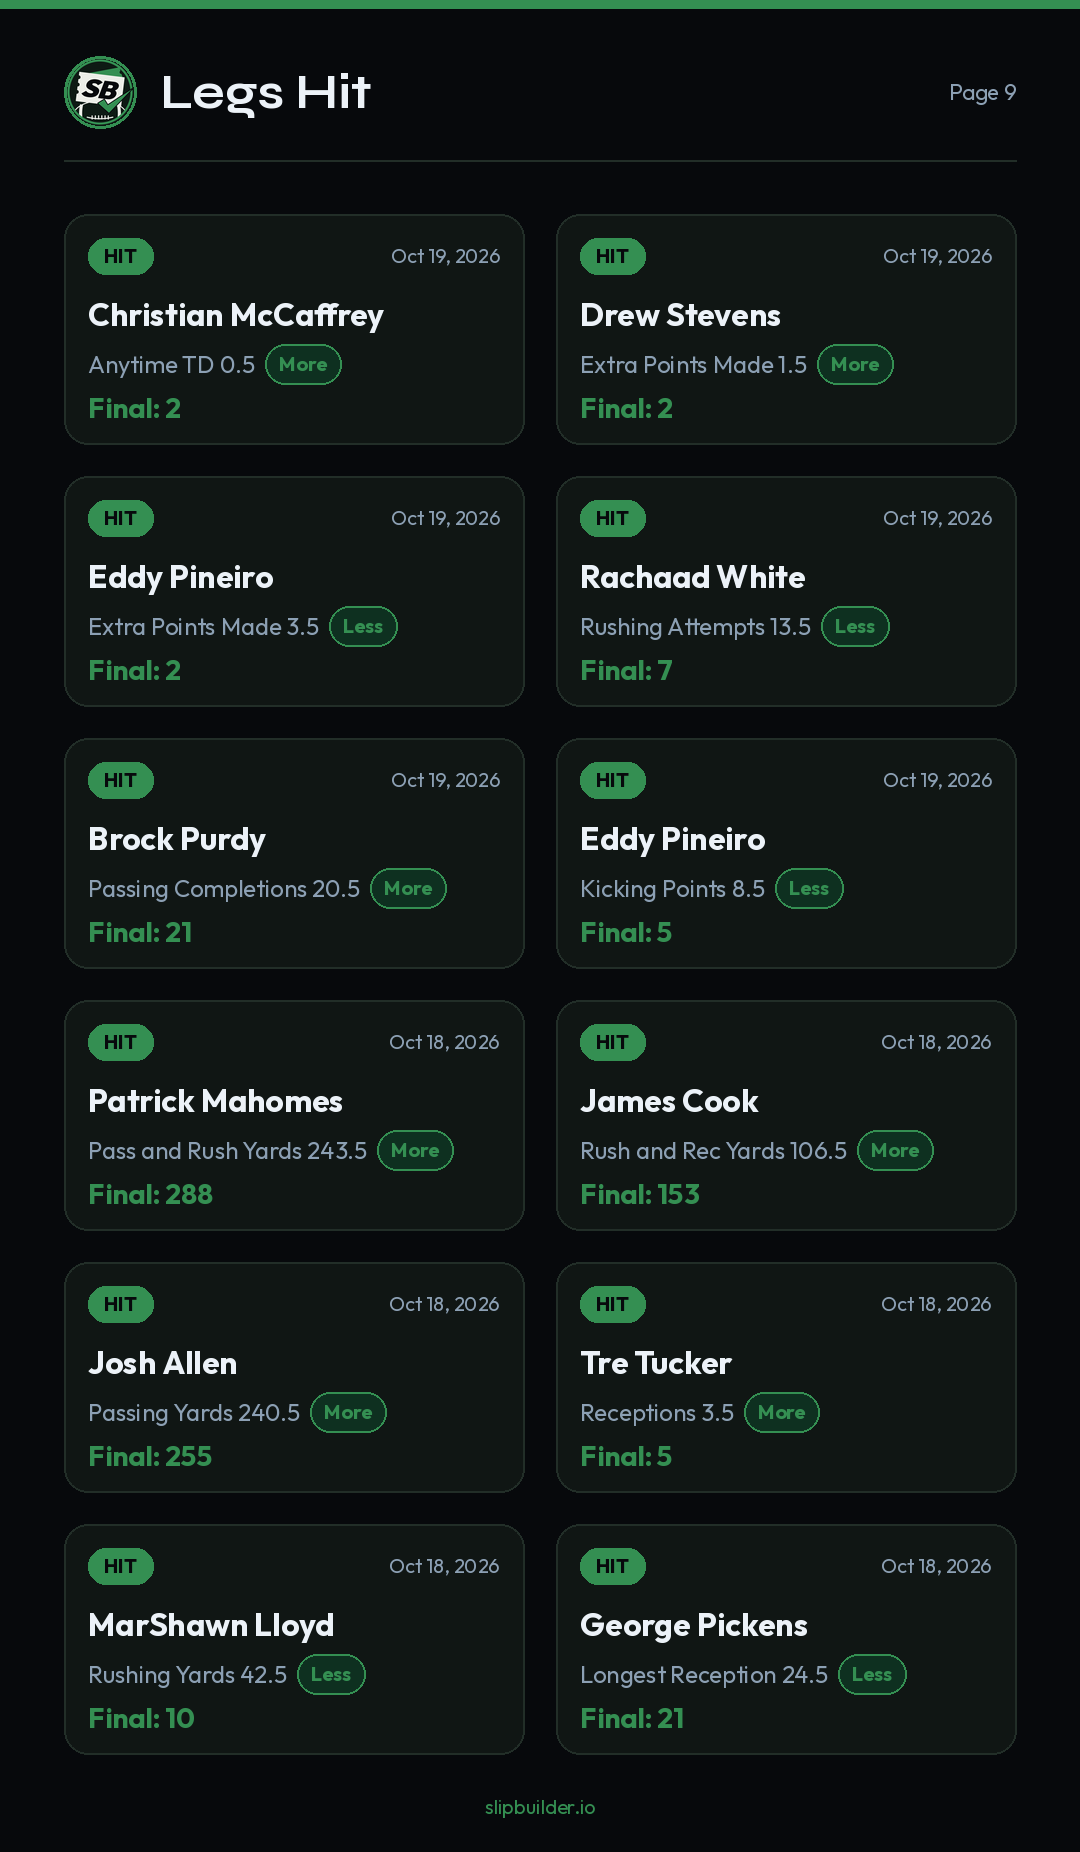 SB
Legs Hit
Page 9
HIT
Oct 19, 2026
Christian McCaffrey
Anytime TD 0.5 More
Final: 2
HIT
Oct 19, 2026
Drew Stevens
Extra Points Made 1.5 More
Final: 2
HIT
Oct 19, 2026
Eddy Pineiro
Extra Points Made 3.5 Less
Final: 2
HIT
Oct 19, 2026
Rachaad White
Rushing Attempts 13.5 Less
Final: 7
HIT
Oct 19, 2026
Brock Purdy
Passing Completions 20.5 More
Final: 21
HIT
Oct 19, 2026
Eddy Pineiro
Kicking Points 8.5 Less
Final: 5
HIT
Oct 18, 2026
Patrick Mahomes
Pass and Rush Yards 243.5 More
Final: 288
HIT
Oct 18, 2026
James Cook
Rush and Rec Yards 106.5 More
Final: 153
HIT
Oct 18, 2026
Josh Allen
Passing Yards 240.5 More
Final: 255
HIT
Oct 18, 2026
Tre Tucker
Receptions 3.5 More
Final: 5
HIT
Oct 18, 2026
MarShawn Lloyd
Rushing Yards 42.5 Less
Final: 10
HIT
Oct 18, 2026
George Pickens
Longest Reception 24.5 Less
Final: 21
slipbuilder.io